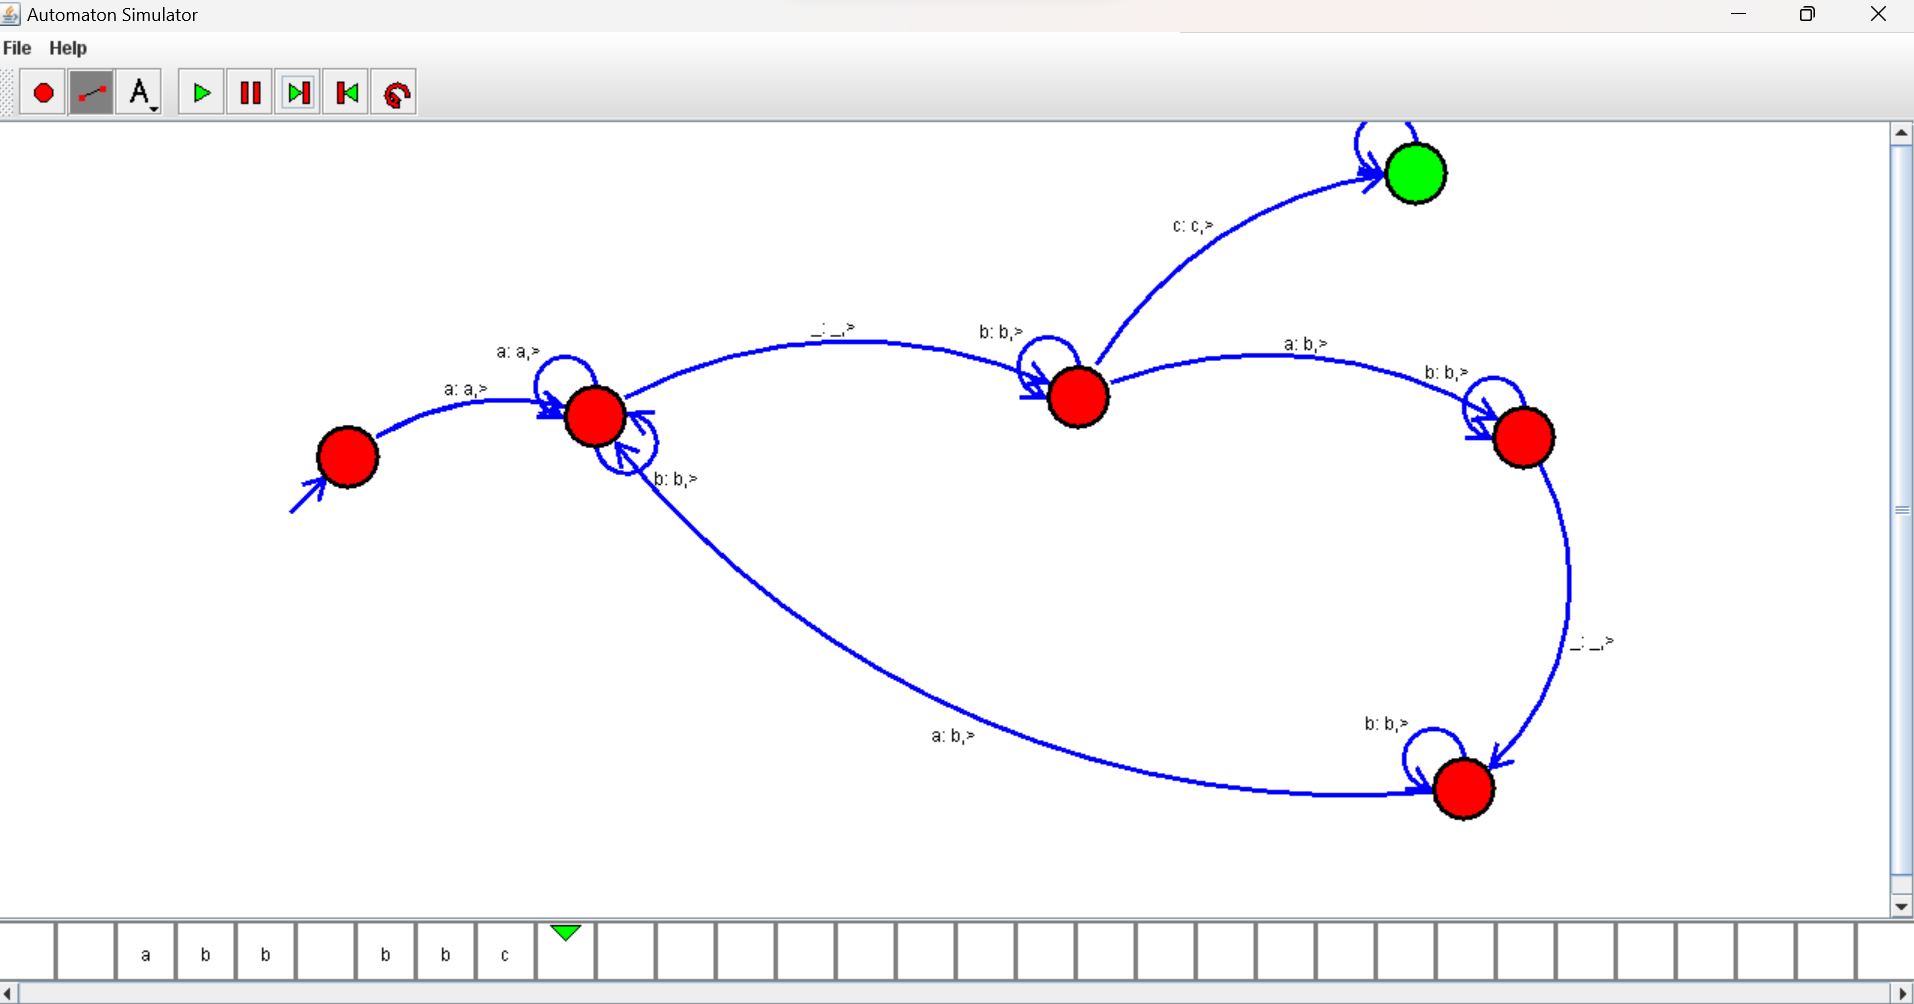 Automaton Simulator
File Help
A
c: c,>
_: _,>
b: b,>
a: b,>
a: a,>
b: b,>
a: a,>
b: b,>
_: _,>
b: b,>
a: b,>
a b b b b c